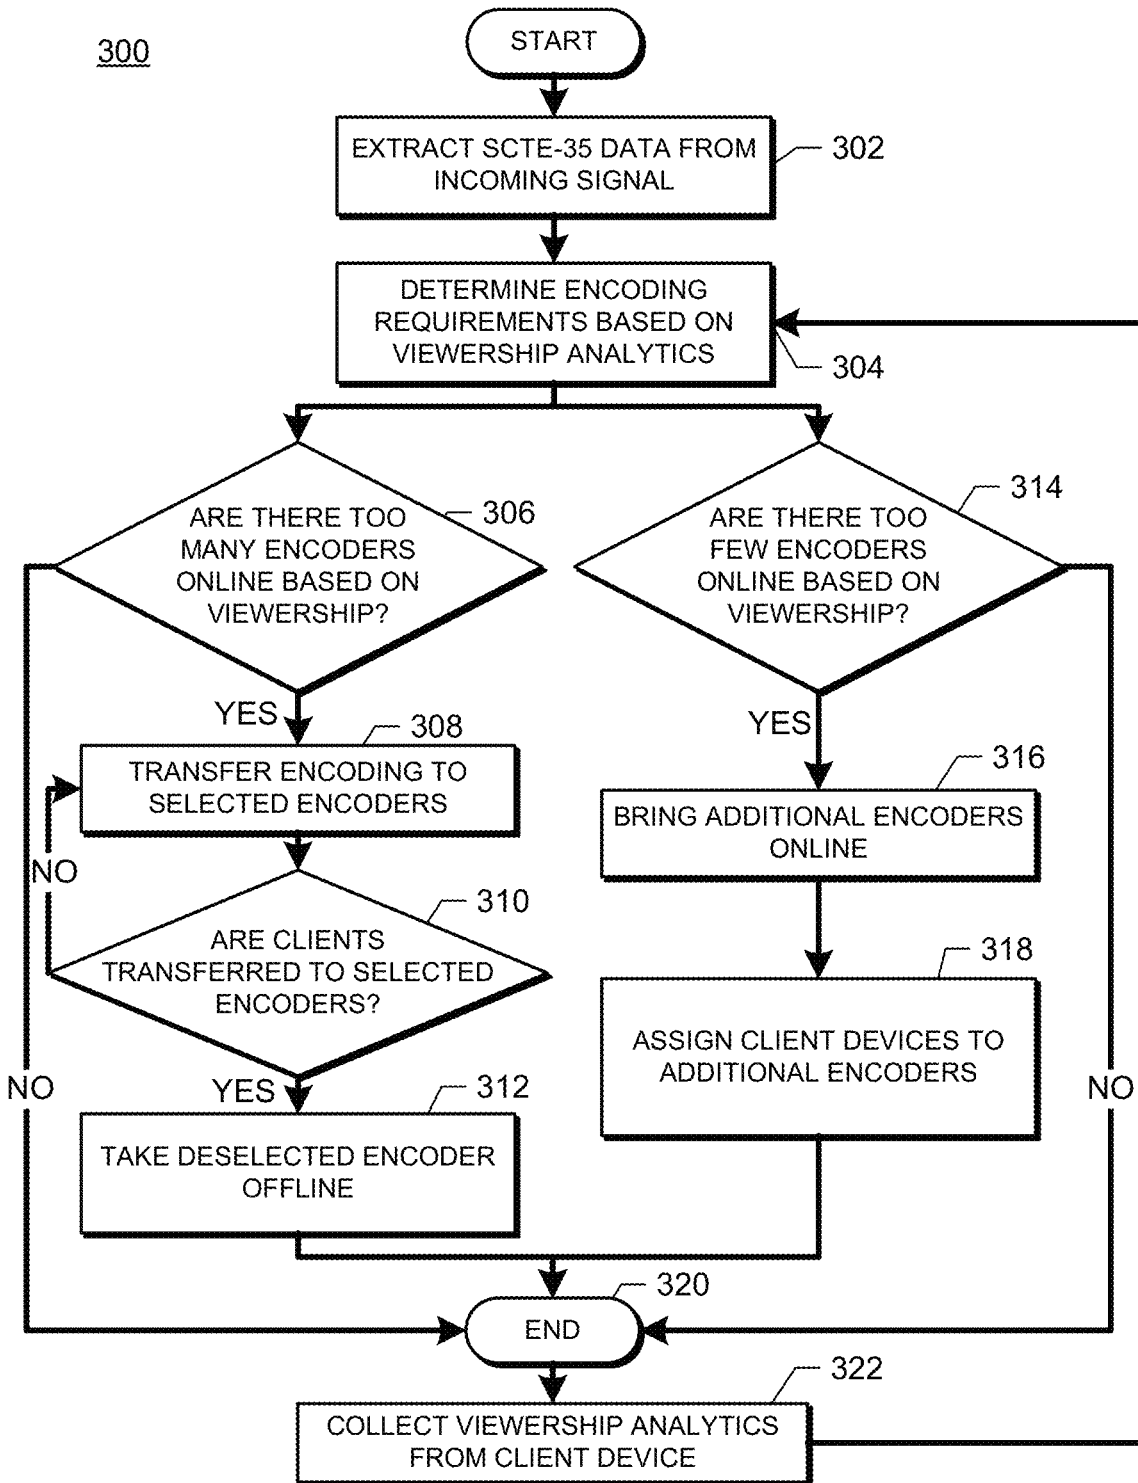 300
START
EXTRACT SCTE-35 DATA FROM
INCOMING SIGNAL
302
DETERMINE ENCODING
REQUIREMENTS BASED ON
VIEWERSHIP ANALYTICS
304
ARE THERE TOO
MANY ENCODERS
ONLINE BASED ON
VIEWERSHIP?
306
ARE THERE TOO
FEW ENCODERS
ONLINE BASED ON
VIEWERSHIP?
314
YES
308
TRANSFER ENCODING TO
SELECTED ENCODERS
NO
310
ARE CLIENTS
TRANSFERRED TO SELECTED
ENCODERS?
NO
YES
312
TAKE DESELECTED ENCODER
OFFLINE
YES
316
BRING ADDITIONAL ENCODERS
ONLINE
318
ASSIGN CLIENT DEVICES TO
ADDITIONAL ENCODERS
NO
320
END
322
COLLECT VIEWERSHIP ANALYTICS
FROM CLIENT DEVICE